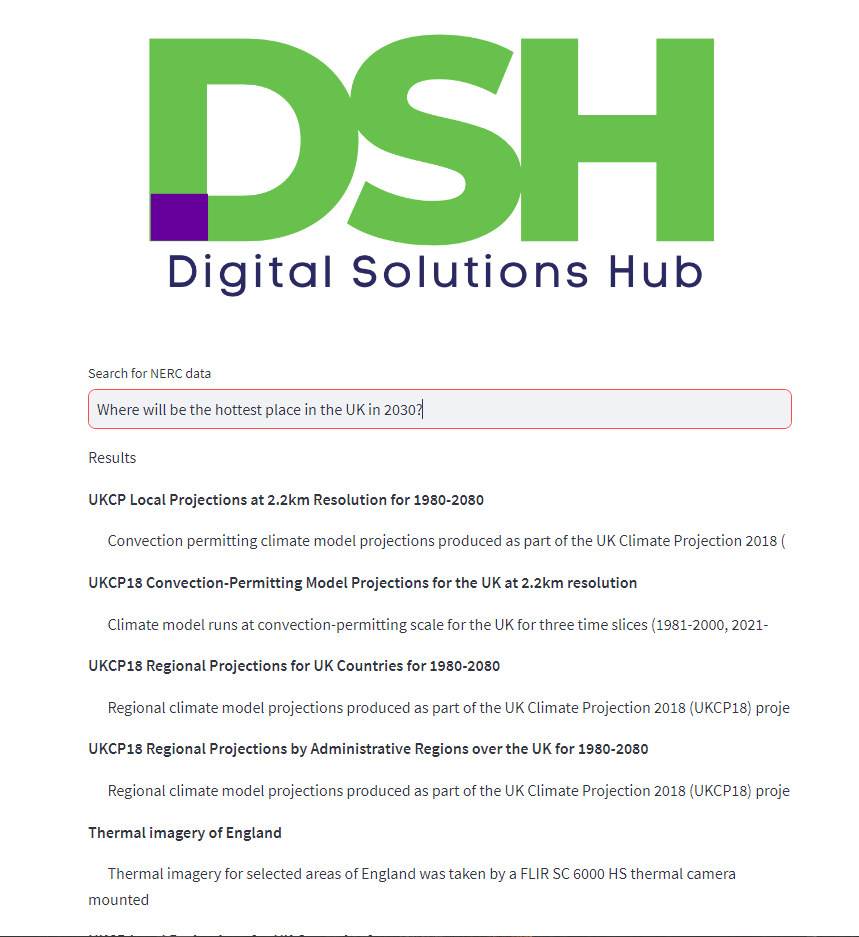 DSH
Digital Solutions Hub
Search for NERC data
Where will be the hottest place in the UK in 2030?
Results
UKCP Local Projections at 2.2km Resolution for 1980-2080
Convection permitting climate model projections produced as part of the UK Climate Projection 2018 (
UKCP18 Convection-Permitting Model Projections for the UK at 2.2km resolution
Climate model runs at convection-permitting scale for the UK for three time slices (1981-2000, 2021-
UKCP18 Regional Projections for UK Countries for 1980-2080
Regional climate model projections produced as part of the UK Climate Projection 2018 (UKCP18) proje
UKCP18 Regional Projections by Administrative Regions over the UK for 1980-2080
Regional climate model projections produced as part of the UK Climate Projection 2018 (UKCP18) proje
Thermal imagery of England
Thermal imagery for selected areas of England was taken by a FLIR SC 6000 HS thermal camera
mounted